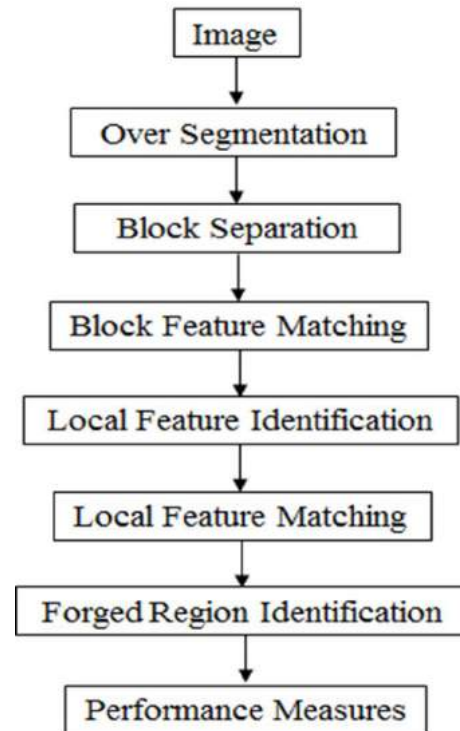 Image
Over Segmentation
Block Separation
Block Feature Matching
Local Feature Identification
Local Feature Matching
Forged Region Identification
Performance Measures